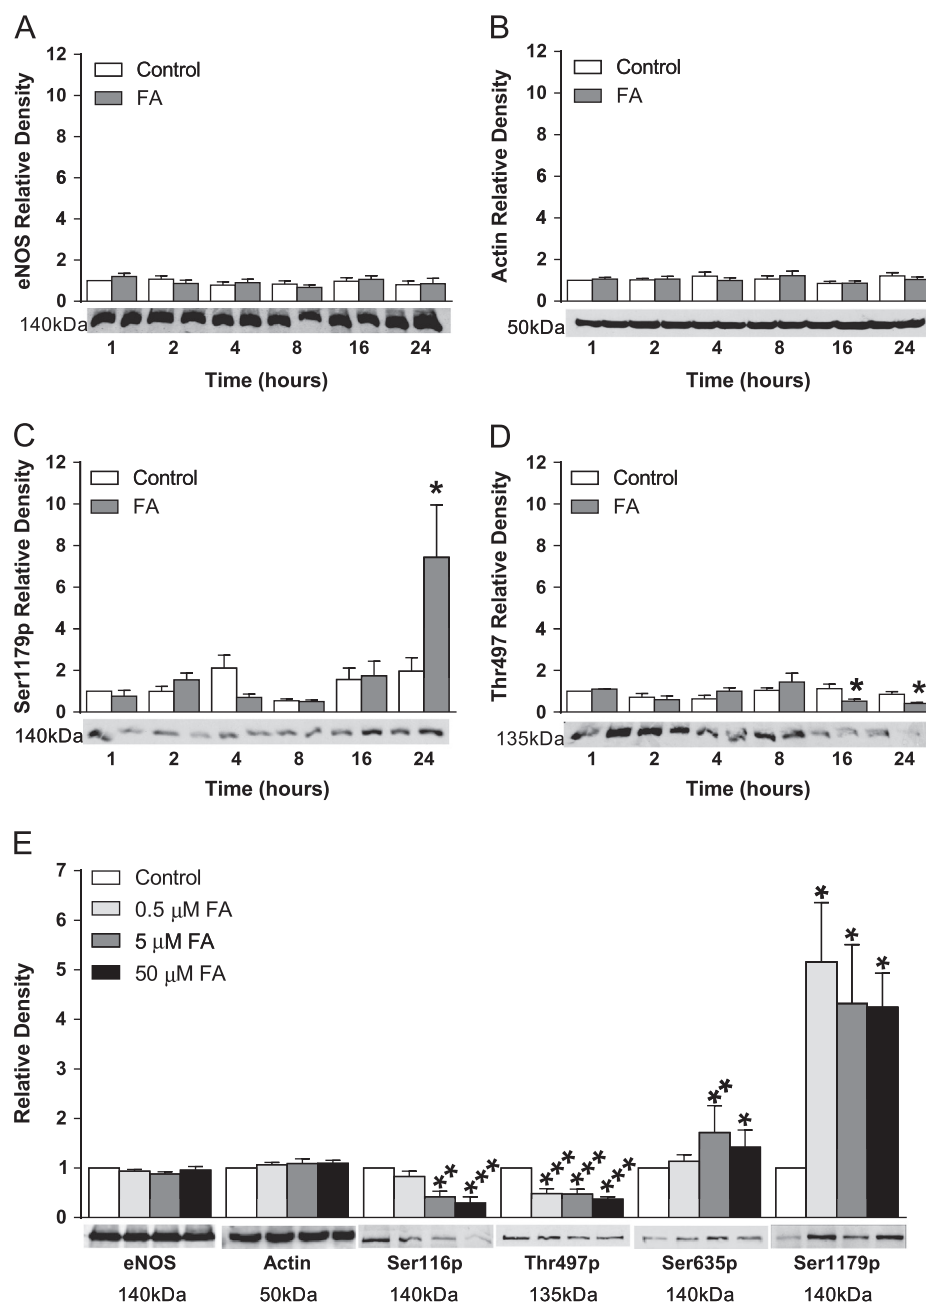 A
eNOS Relative Density
12
10
8
6
4
2
0
Control
FA
140kDa
1 2 4 8 16 24
Time (hours)
B
Actin Relative Density
12
10
8
6
4
2
0
Control
FA
50kDa
1 2 4 8 16 24
Time (hours)
C
Ser1179p Relative Density
12
10
8
6
4
2
0
Control
FA
*
140kDa
1 2 4 8 16 24
Time (hours)
D
Thr497 Relative Density
12
10
8
6
4
2
0
Control
FA
* *
135kDa
1 2 4 8 16 24
Time (hours)
E
Relative Density
7
6
5
4
3
2
1
0
Control
0.5 μM FA
5 μM FA
50 μM FA
** *** *** *** *** ** * * * *
eNOS Actin Ser116p Thr497p Ser635p Ser1179p
140kDa 50kDa 140kDa 135kDa 140kDa 140kDa